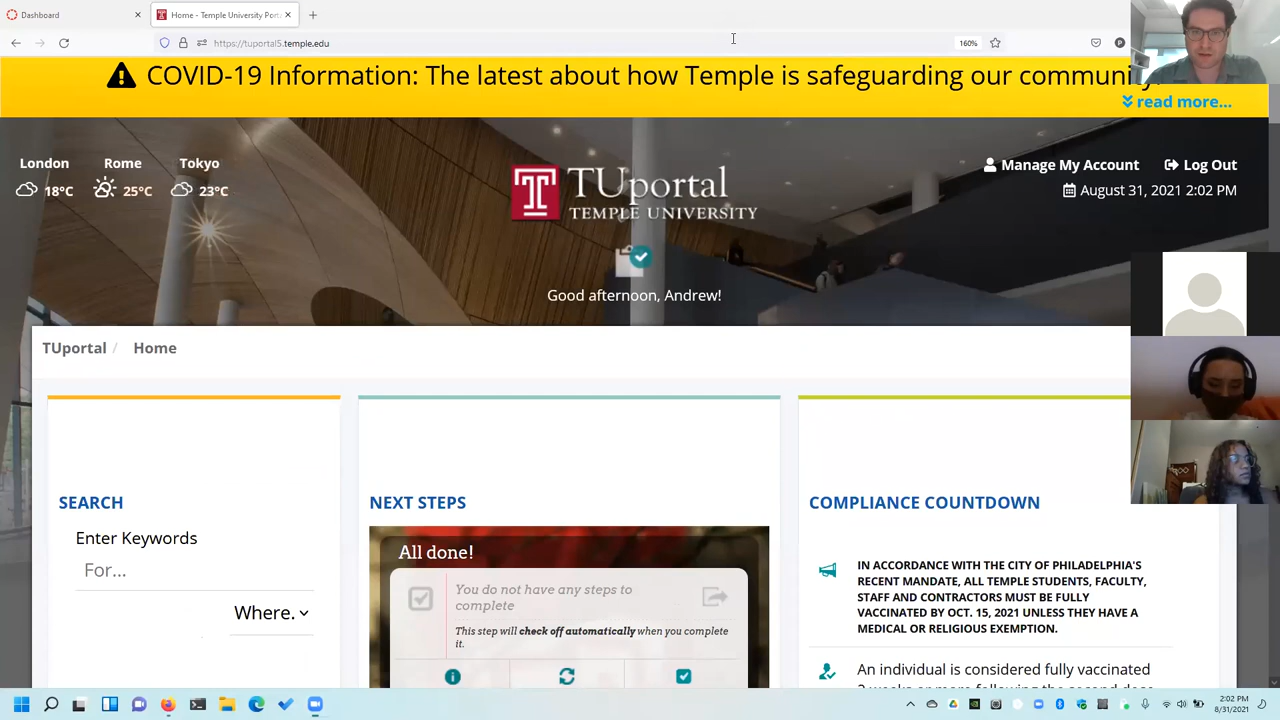 Dashboard
Home - Temple University Port
https://tuportal5.temple.edu
160%
P
COVID-19 Information: The latest about how Temple is safeguarding our community.
read more...
London
Rome
Tokyo
18°C
25°C
23°C
TUportal
TEMPLE UNIVERSITY
Manage My Account
Log Out
August 31, 2021 2:02 PM
Good afternoon, Andrew!
TUportal / Home
SEARCH
Enter Keywords
For...
Where.
NEXT STEPS
All done!
You do not have any steps to
complete
This step will check off automatically when you complete
it.
COMPLIANCE COUNTDOWN
IN ACCORDANCE WITH THE CITY OF PHILADELPHIA'S
RECENT MANDATE, ALL TEMPLE STUDENTS, FACULTY,
STAFF AND CONTRACTORS MUST BE FULLY
VACCINATED BY OCT. 15, 2021 UNLESS THEY HAVE A
MEDICAL OR RELIGIOUS EXEMPTION.
An individual is considered fully vaccinated
2:02 PM
8/31/2021